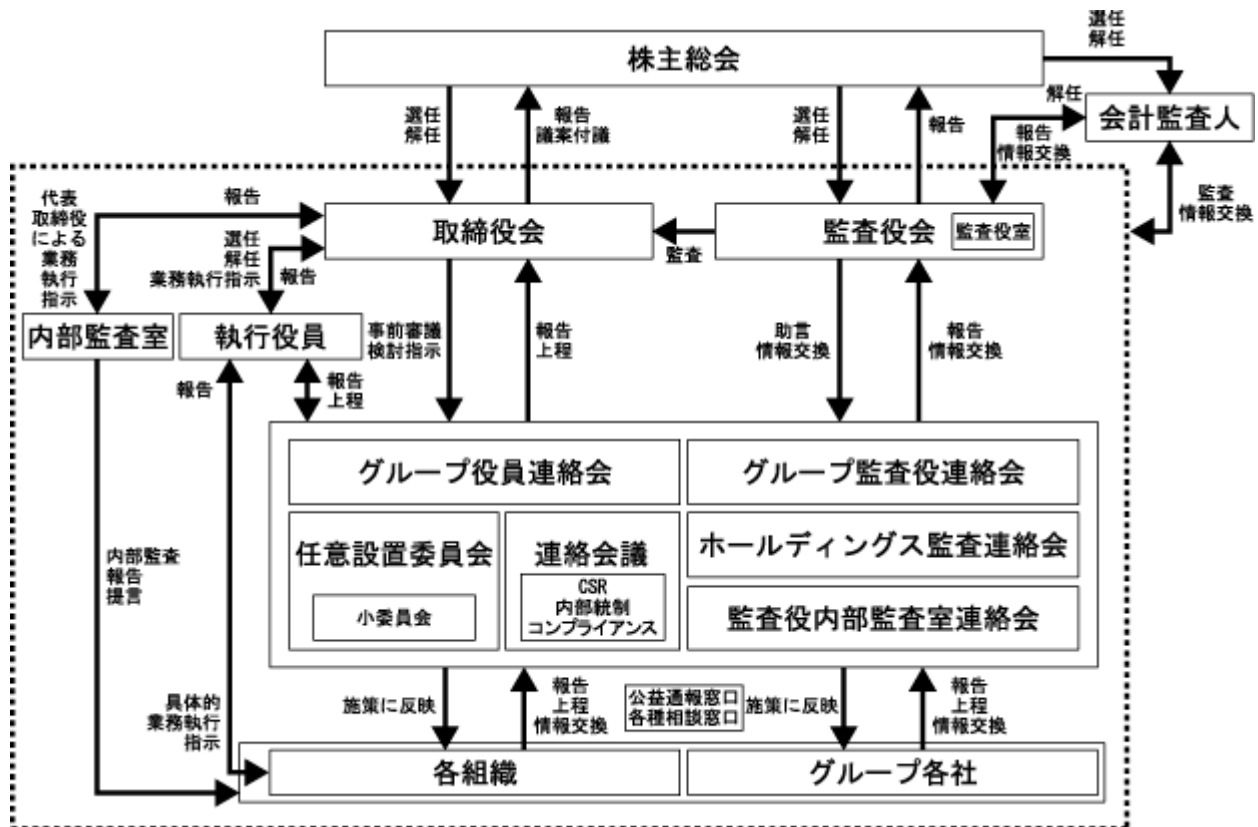 選任
解任
株主総会
解任
会計監査人
選任
解任
報告
議案付議
選任
解任
報告
報告
情報交換
監査
情報交換
代表
取締役
による
業務
執行
指示
報告
選任
解任
業務執行指示
報告
取締役会
監査
監査役会
監査役室
内部監査室
執行役員
事前審議
検討指示
報告
上程
助言
情報交換
報告
情報交換
報告
報告
上程
グループ役員連絡会
グループ監査役連絡会
任意設置委員会
小委員会
連絡会議
CSR
内部統制
コンプライアンス
ホールディングス監査連絡会
監査役内部監査室連絡会
内部監査
報告
提言
具体的
業務執行
指示
施策に反映
報告
上程
情報交換
公益通報窓口
各種相談窓口
施策に反映
報告
上程
情報交換
各組織
グループ各社